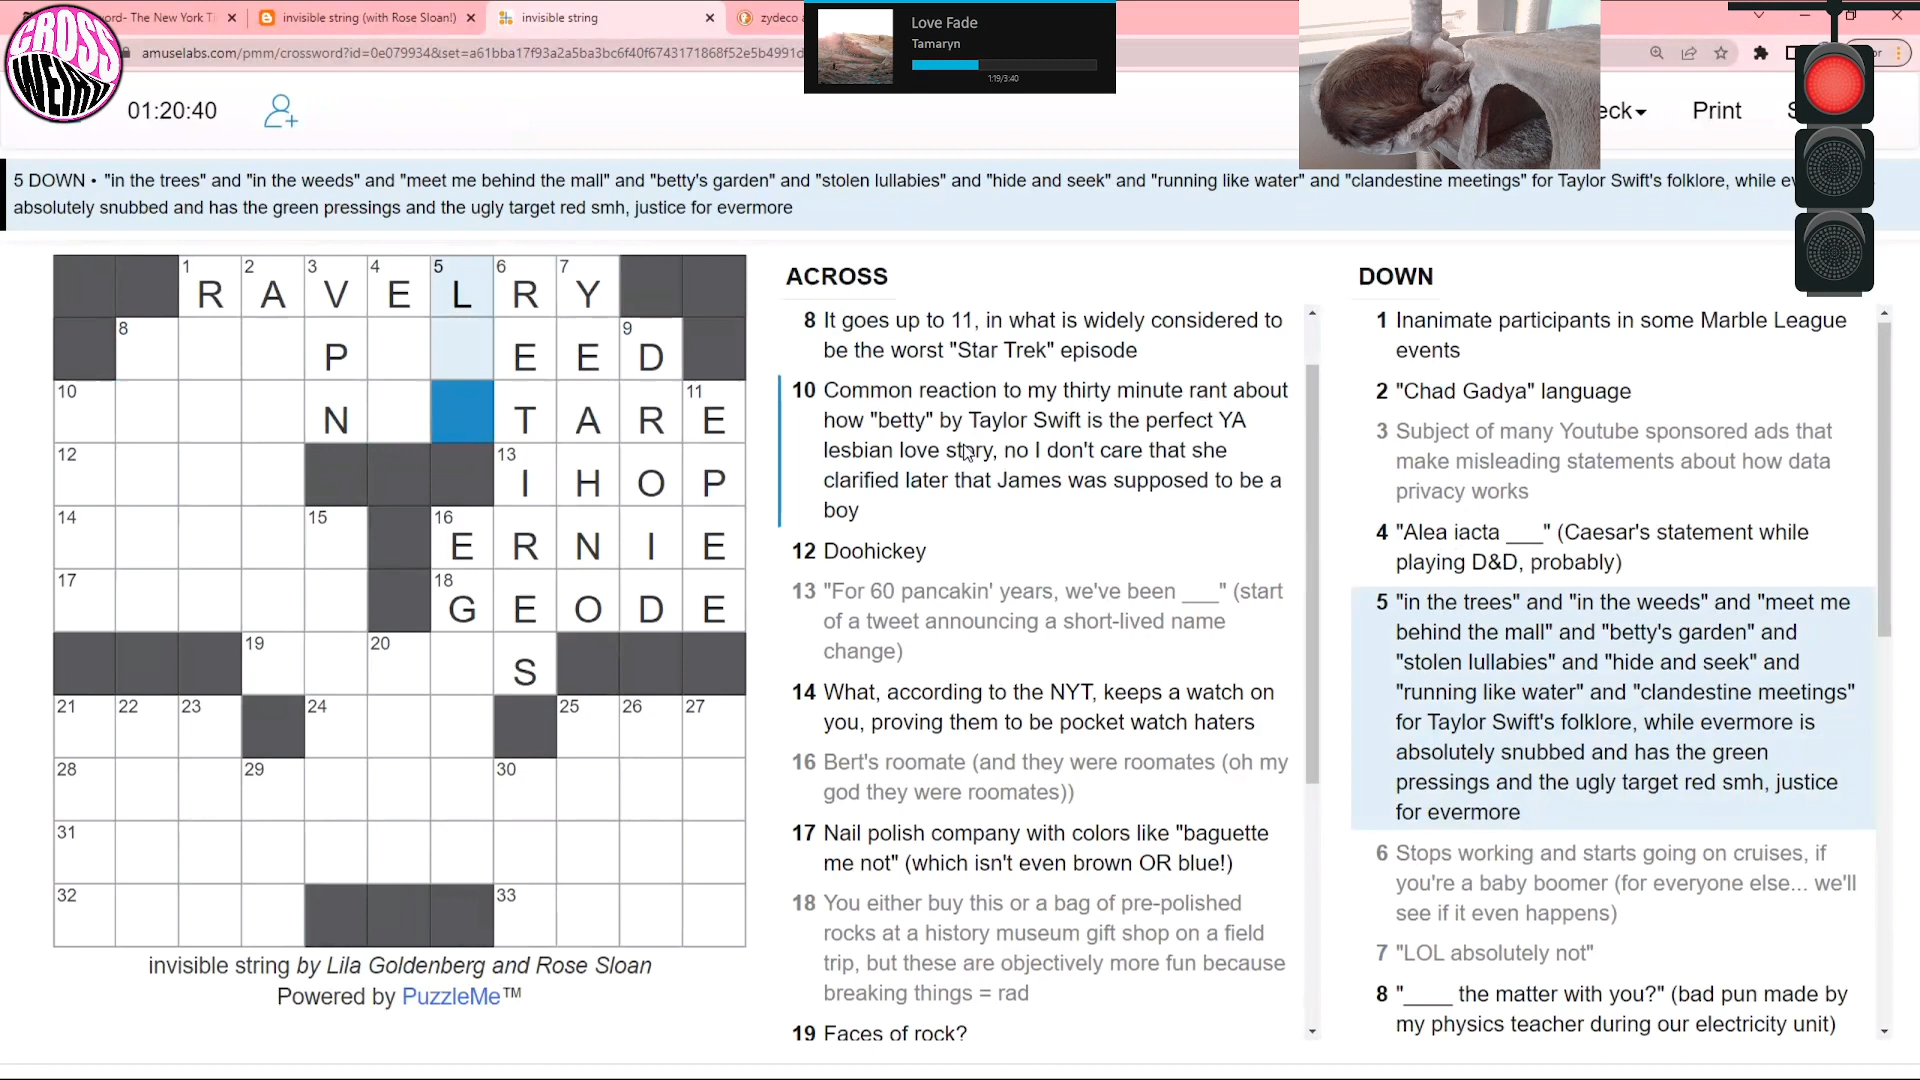 word- The New York T
invisible string (with Rose Sloan!)
invisible string
zydeco
Love Fade
Tamaryn
1:19/3:40
CROSS
WEIRD
amuselabs.com/pmm/crossword?id=0e079934&set=a61bba17f93a2a5ba3bc6f40f6743171868f52e5b4991d
01:20:40
eck
Print
5 DOWN • "in the trees" and "in the weeds" and "meet me behind the mall" and "betty's garden" and "stolen lullabies" and "hide and seek" and "running like water" and "clandestine meetings" for Taylor Swift's folklore, while ev
absolutely snubbed and has the green pressings and the ugly target red smh, justice for evermore
1 2 3 4 5 6 7
R A V E L R Y
8 9
P E E D
10 11
N T A R E
12 13
I H O P
14 15 16
E R N I E
17 18
G E O D E
19 20
S
21 22 23 24 25 26 27
28 29 30
31
32 33
invisible string by Lila Goldenberg and Rose Sloan
Powered by PuzzleMe™
ACROSS
8 It goes up to 11, in what is widely considered to
be the worst "Star Trek" episode
10 Common reaction to my thirty minute rant about
how "betty" by Taylor Swift is the perfect YA
lesbian love story, no I don't care that she
clarified later that James was supposed to be a
boy
12 Doohickey
13 "For 60 pancakin' years, we've been ___" (start
of a tweet announcing a short-lived name
change)
14 What, according to the NYT, keeps a watch on
you, proving them to be pocket watch haters
16 Bert's roomate (and they were roomates (oh my
god they were roomates))
17 Nail polish company with colors like "baguette
me not" (which isn't even brown OR blue!)
18 You either buy this or a bag of pre-polished
rocks at a history museum gift shop on a field
trip, but these are objectively more fun because
breaking things = rad
19 Faces of rock?
DOWN
1 Inanimate participants in some Marble League
events
2 "Chad Gadya" language
3 Subject of many Youtube sponsored ads that
make misleading statements about how data
privacy works
4 "Alea iacta ___" (Caesar's statement while
playing D&D, probably)
5 "in the trees" and "in the weeds" and "meet me
behind the mall" and "betty's garden" and
"stolen lullabies" and "hide and seek" and
"running like water" and "clandestine meetings"
for Taylor Swift's folklore, while evermore is
absolutely snubbed and has the green
pressings and the ugly target red smh, justice
for evermore
6 Stops working and starts going on cruises, if
you're a baby boomer (for everyone else... we'll
see if it even happens)
7 "LOL absolutely not"
8 "____ the matter with you?" (bad pun made by
my physics teacher during our electricity unit)